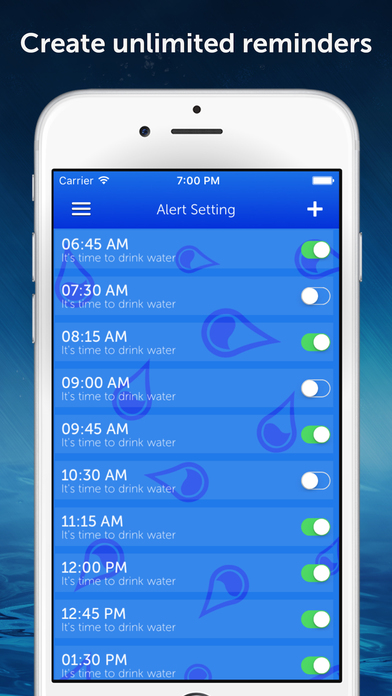 Create unlimited reminders
Carrier 7:00 PM
Alert Setting
06:45 AM
It's time to drink water
07:30 AM
It's time to drink water
08:15 AM
It's time to drink water
09:00 AM
It's time to drink water
09:45 AM
It's time to drink water
10:30 AM
It's time to drink water
11:15 AM
It's time to drink water
12:00 PM
It's time to drink water
12:45 PM
It's time to drink water
01:30 PM
It's time to drink water